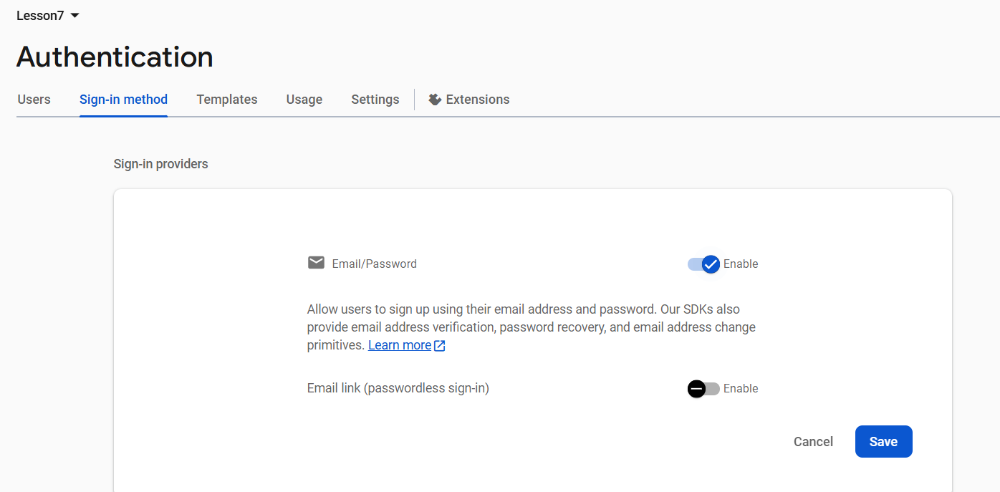 Lesson7
Authentication
Users
Sign-in method
Templates
Usage
Settings
Extensions
Sign-in providers
Email/Password
Enable
Allow users to sign up using their email address and password. Our SDKs also
provide email address verification, password recovery, and email address change
primitives. Learn more
Email link (passwordless sign-in)
Enable
Cancel
Save